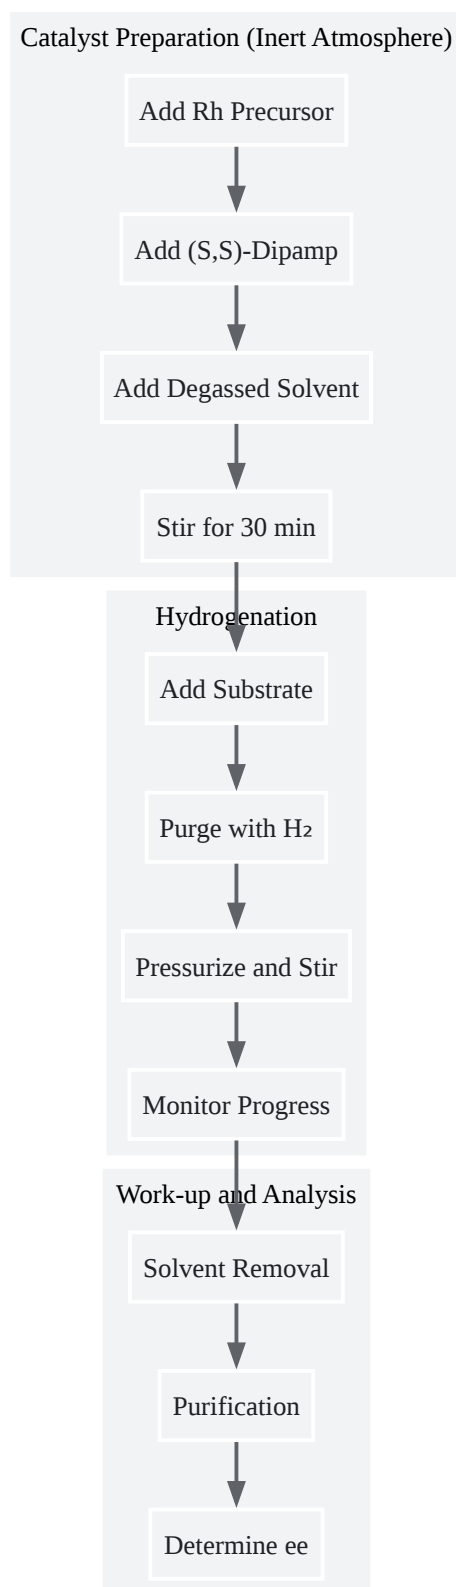 Catalyst Preparation (Inert Atmosphere)
Add Rh Precursor
Add (S,S)-Dipamp
Add Degassed Solvent
Stir for 30 min
Hydrogenation
Add Substrate
Purge with H₂
Pressurize and Stir
Monitor Progress
Work-up and Analysis
Solvent Removal
Purification
Determine ee